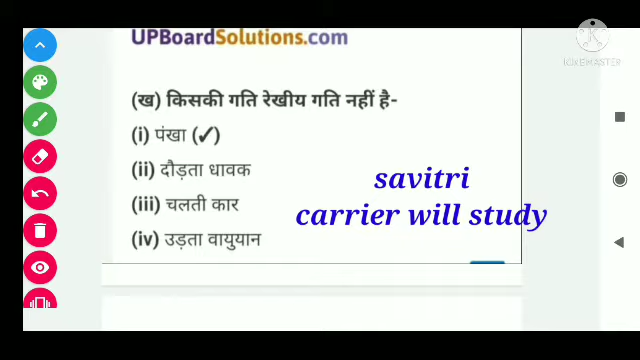 UPBoardSolutions.com
KINEMASTER
(ख) किसकी गति रेखीय गति नहीं है-
(i) पंखा (✓)
(ii) दौड़ता धावक
(iii) चलती कार
(iv) उड़ता वायुयान
savitri
carrier will study